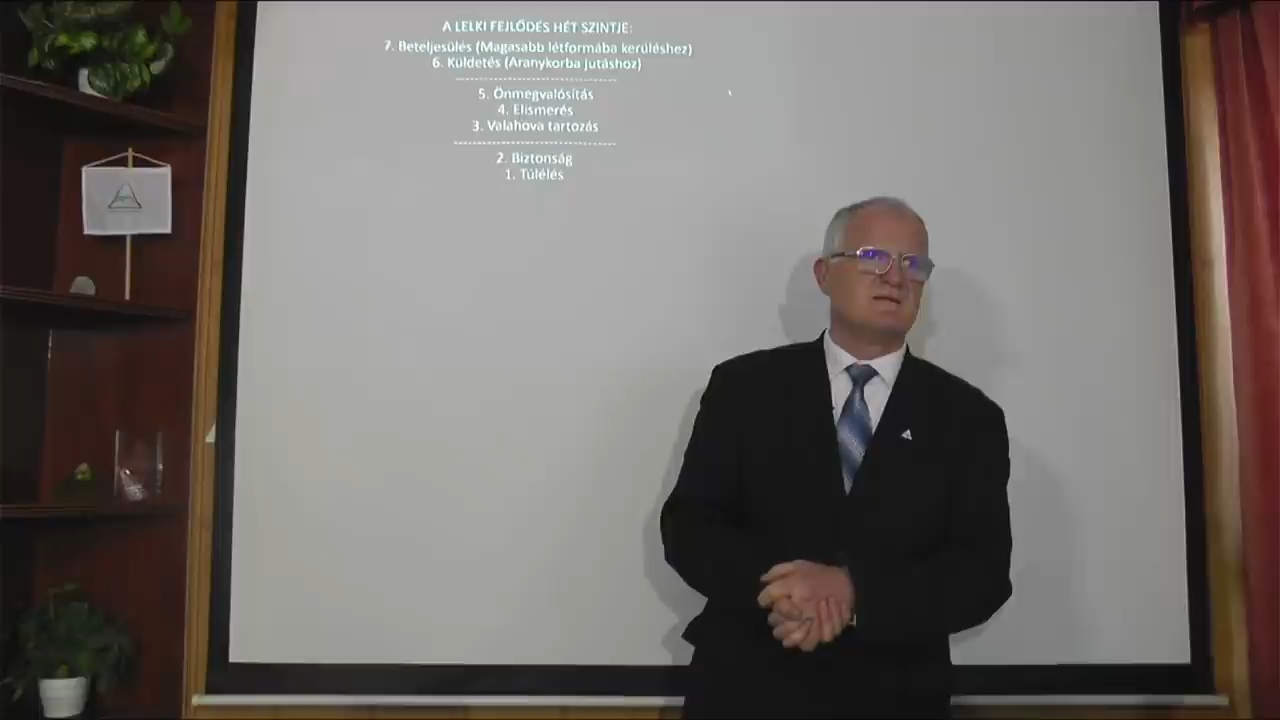 A LELKI FEJLŐDÉS HÉT SZINTJE:
7. Beteljesülés (Magasabb létformába kerüléshez)
6. Küldetés (Aranykorba jutáshoz)
--------------------------------
5. Önmegvalósítás
4. Elismerés
3. Valahova tartozás
--------------------------------
2. Biztonság
1. Túlélés